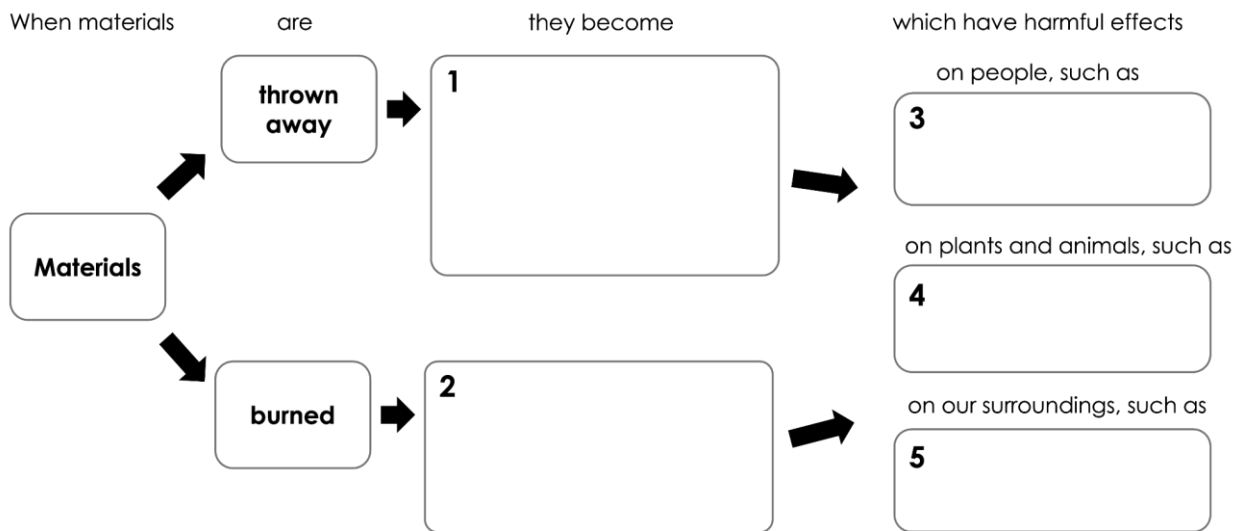 When materials are they become which have harmful effects
on people, such as
thrown
away
1
3
Materials
on plants and animals, such as
4
burned
2
on our surroundings, such as
5